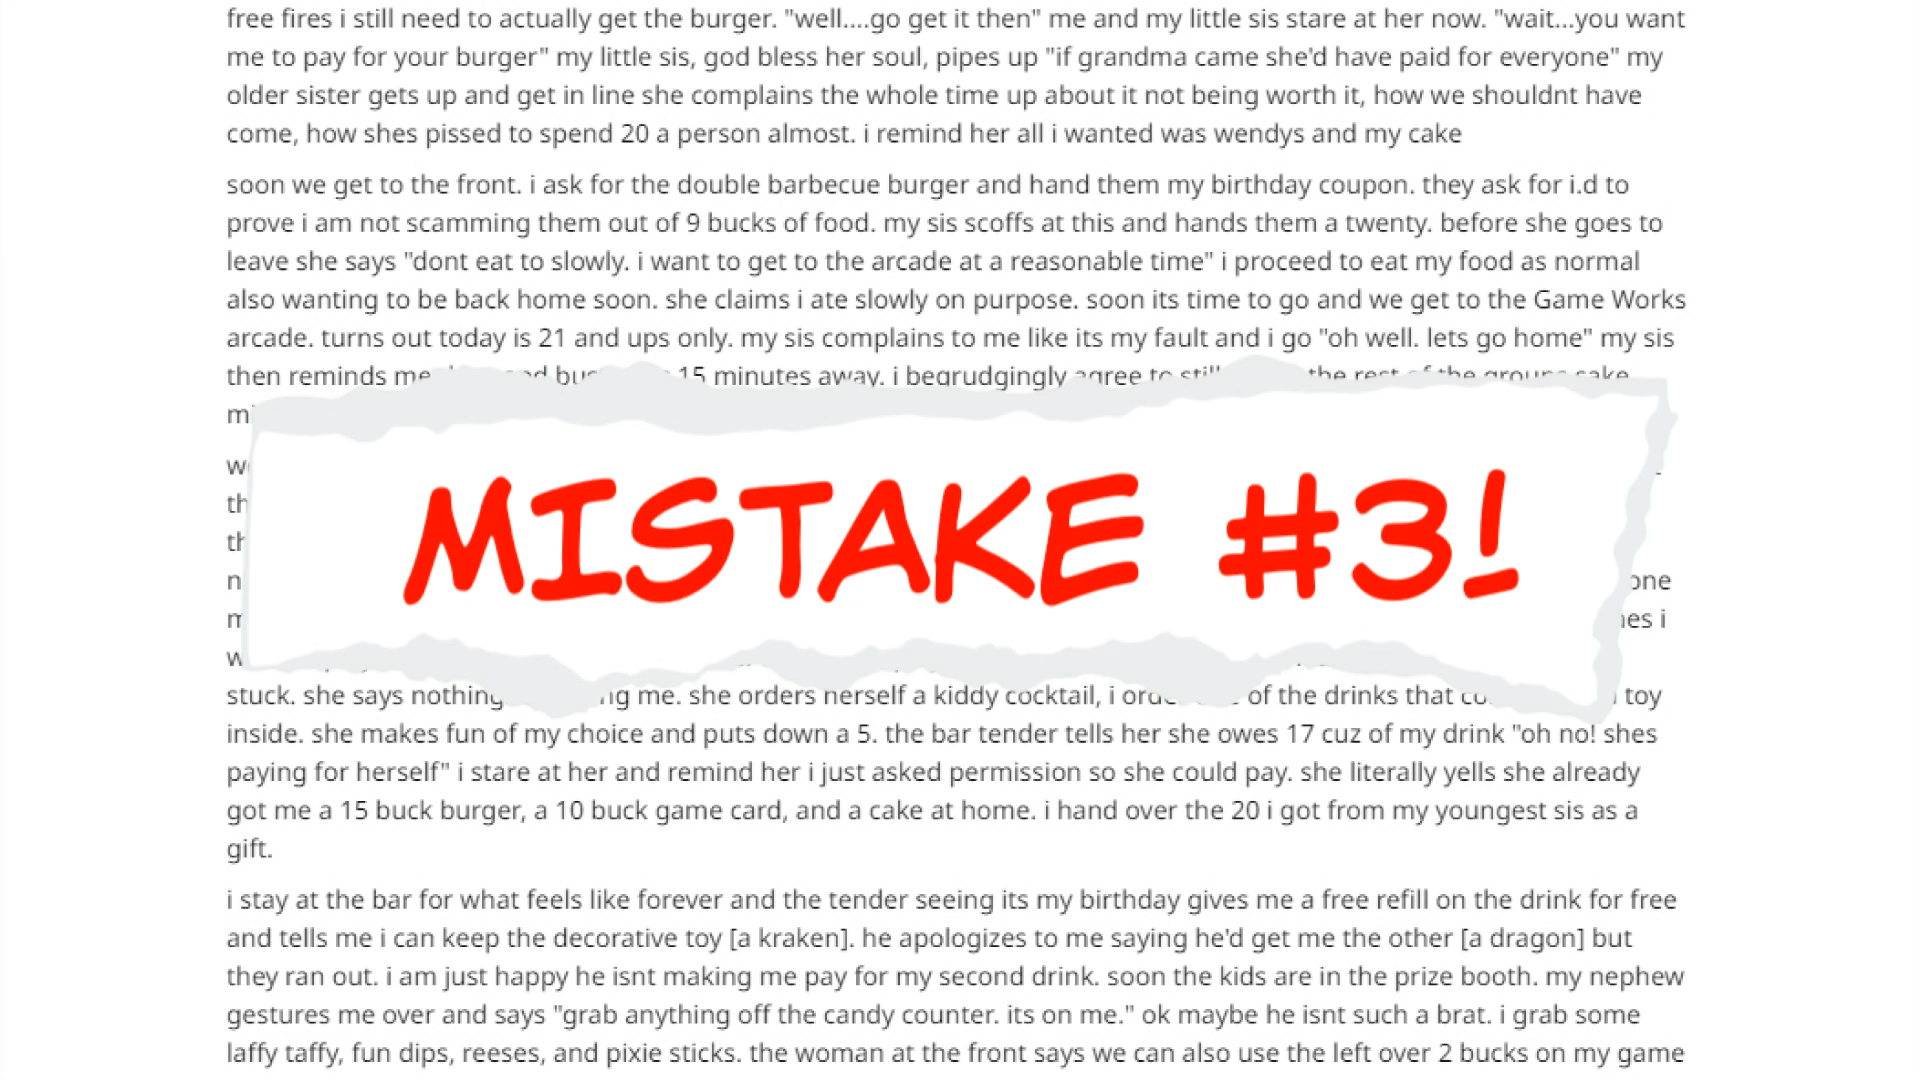 free fires i still need to actually get the burger. "well....go get it then" me and my little sis stare at her now. "wait...you want
me to pay for your burger" my little sis, god bless her soul, pipes up "if grandma came she'd have paid for everyone" my
older sister gets up and get in line she complains the whole time up about it not being worth it, how we shouldnt have
come, how shes pissed to spend 20 a person almost. i remind her all i wanted was wendys and my cake
soon we get to the front. i ask for the double barbecue burger and hand them my birthday coupon. they ask for i.d to
prove i am not scamming them out of 9 bucks of food. my sis scoffs at this and hands them a twenty. before she goes to
leave she says "dont eat to slowly. i want to get to the arcade at a reasonable time" i proceed to eat my food as normal
also wanting to be back home soon. she claims i ate slowly on purpose. soon its time to go and we get to the Game Works
arcade. turns out today is 21 and ups only. my sis complains to me like its my fault and i go "oh well. lets go home" my sis
then reminds me 15 minutes away. i begrudgingly agree to still the rest of the groups sake
MISTAKE #3!
one
i
stuck. she says nothing me. she orders herself a kiddy cocktail, i of the drinks that toy
inside. she makes fun of my choice and puts down a 5. the bar tender tells her she owes 17 cuz of my drink "oh no! shes
paying for herself" i stare at her and remind her i just asked permission so she could pay. she literally yells she already
got me a 15 buck burger, a 10 buck game card, and a cake at home. i hand over the 20 i got from my youngest sis as a
gift.
i stay at the bar for what feels like forever and the tender seeing its my birthday gives me a free refill on the drink for free
and tells me i can keep the decorative toy [a kraken]. he apologizes to me saying he'd get me the other [a dragon] but
they ran out. i am just happy he isnt making me pay for my second drink. soon the kids are in the prize booth. my nephew
gestures me over and says "grab anything off the candy counter. its on me." ok maybe he isnt such a brat. i grab some
laffy taffy, fun dips, reeses, and pixie sticks. the woman at the front says we can also use the left over 2 bucks on my game